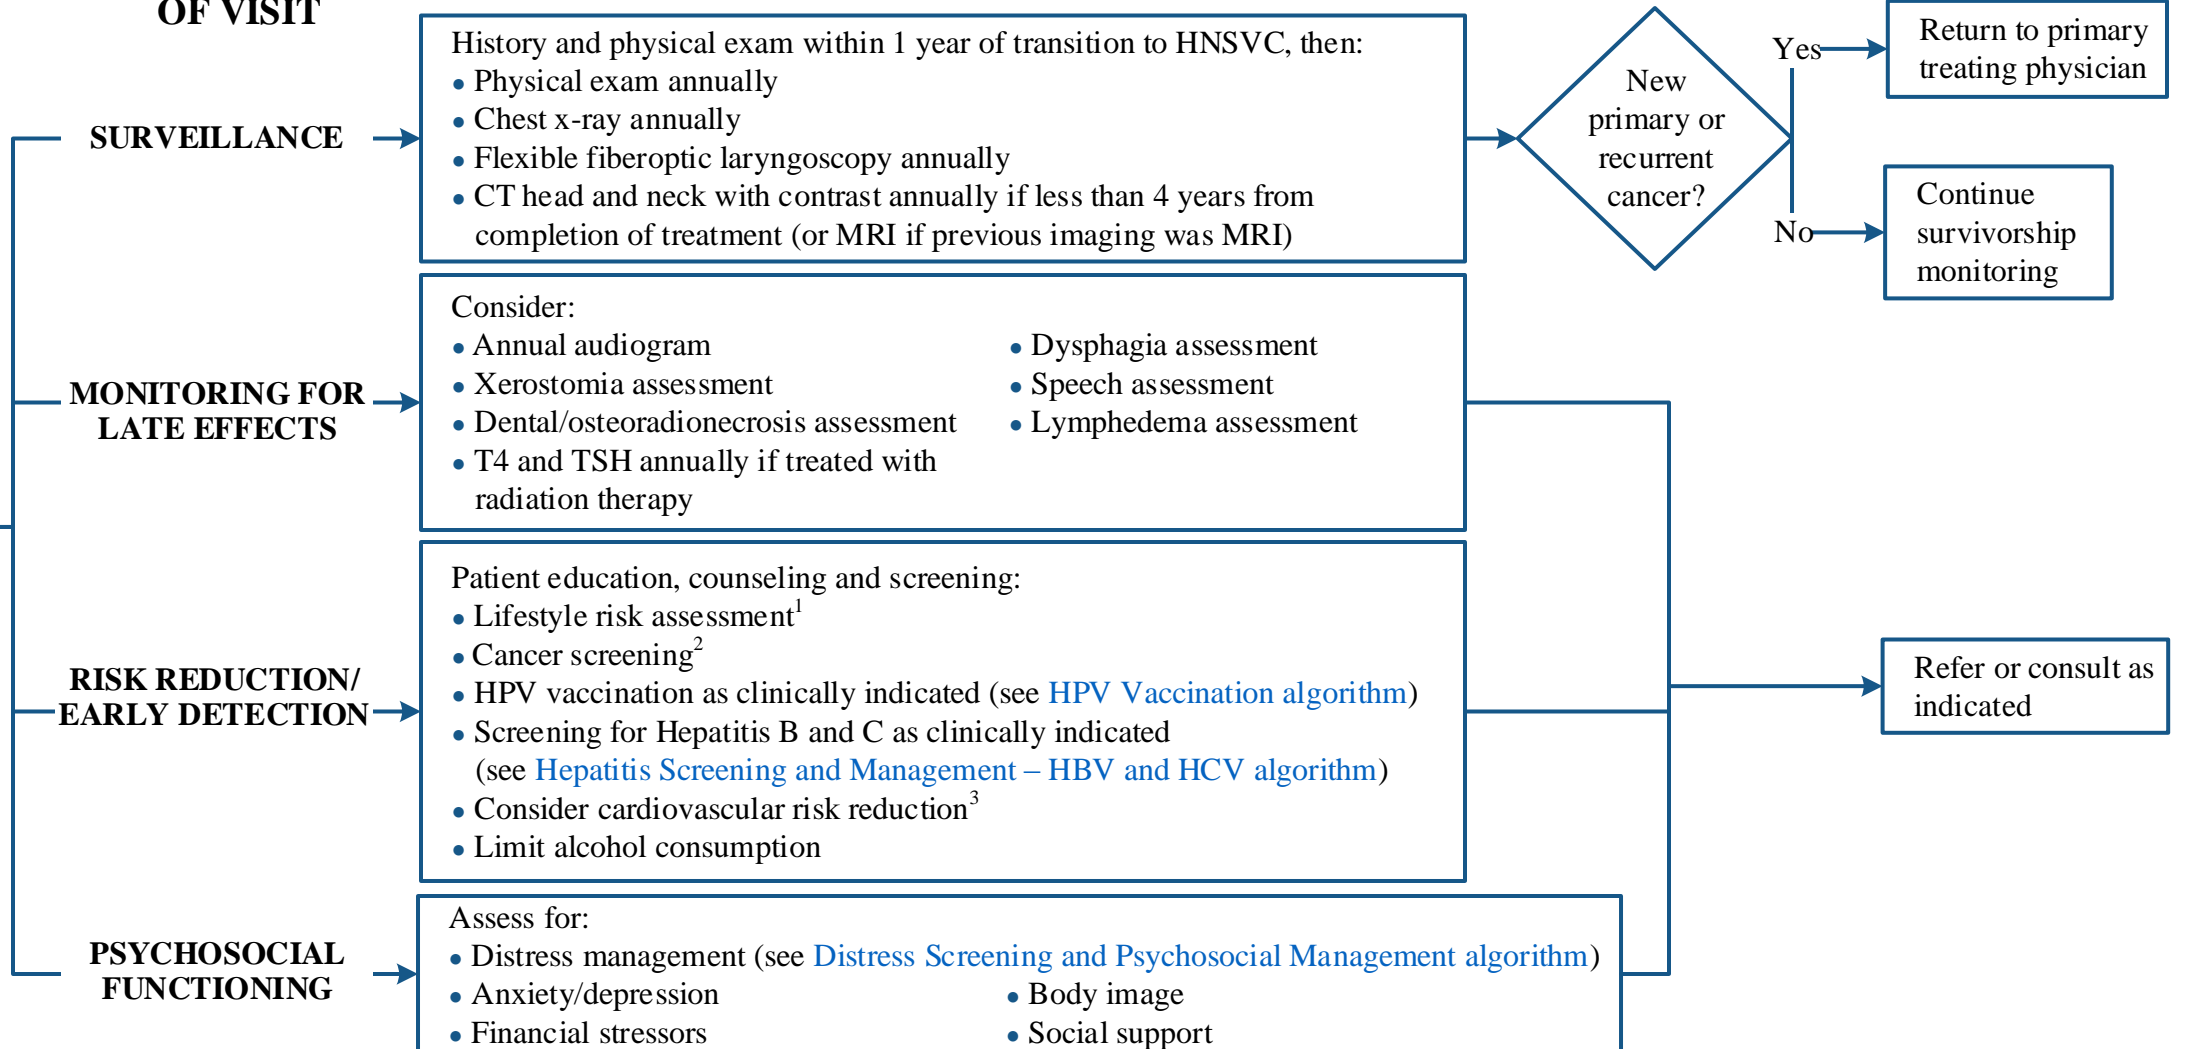 OF VISIT
SURVEILLANCE
History and physical exam within 1 year of transition to HNSVC, then:
● Physical exam annually
● Chest x-ray annually
● Flexible fiberoptic laryngoscopy annually
● CT head and neck with contrast annually if less than 4 years from
completion of treatment (or MRI if previous imaging was MRI)
New
primary or
recurrent
cancer?
Yes
Return to primary
treating physician
No
Continue
survivorship
monitoring
MONITORING FOR
LATE EFFECTS
Consider:
● Annual audiogram
● Xerostomia assessment
● Dental/osteoradionecrosis assessment
● T4 and TSH annually if treated with
radiation therapy
● Dysphagia assessment
● Speech assessment
● Lymphedema assessment
RISK REDUCTION/
EARLY DETECTION
Patient education, counseling and screening:
● Lifestyle risk assessment1
● Cancer screening2
● HPV vaccination as clinically indicated (see HPV Vaccination algorithm)
● Screening for Hepatitis B and C as clinically indicated
(see Hepatitis Screening and Management – HBV and HCV algorithm)
● Consider cardiovascular risk reduction3
● Limit alcohol consumption
Refer or consult as
indicated
PSYCHOSOCIAL
FUNCTIONING
Assess for:
● Distress management (see Distress Screening and Psychosocial Management algorithm)
● Anxiety/depression
● Financial stressors
● Body image
● Social support